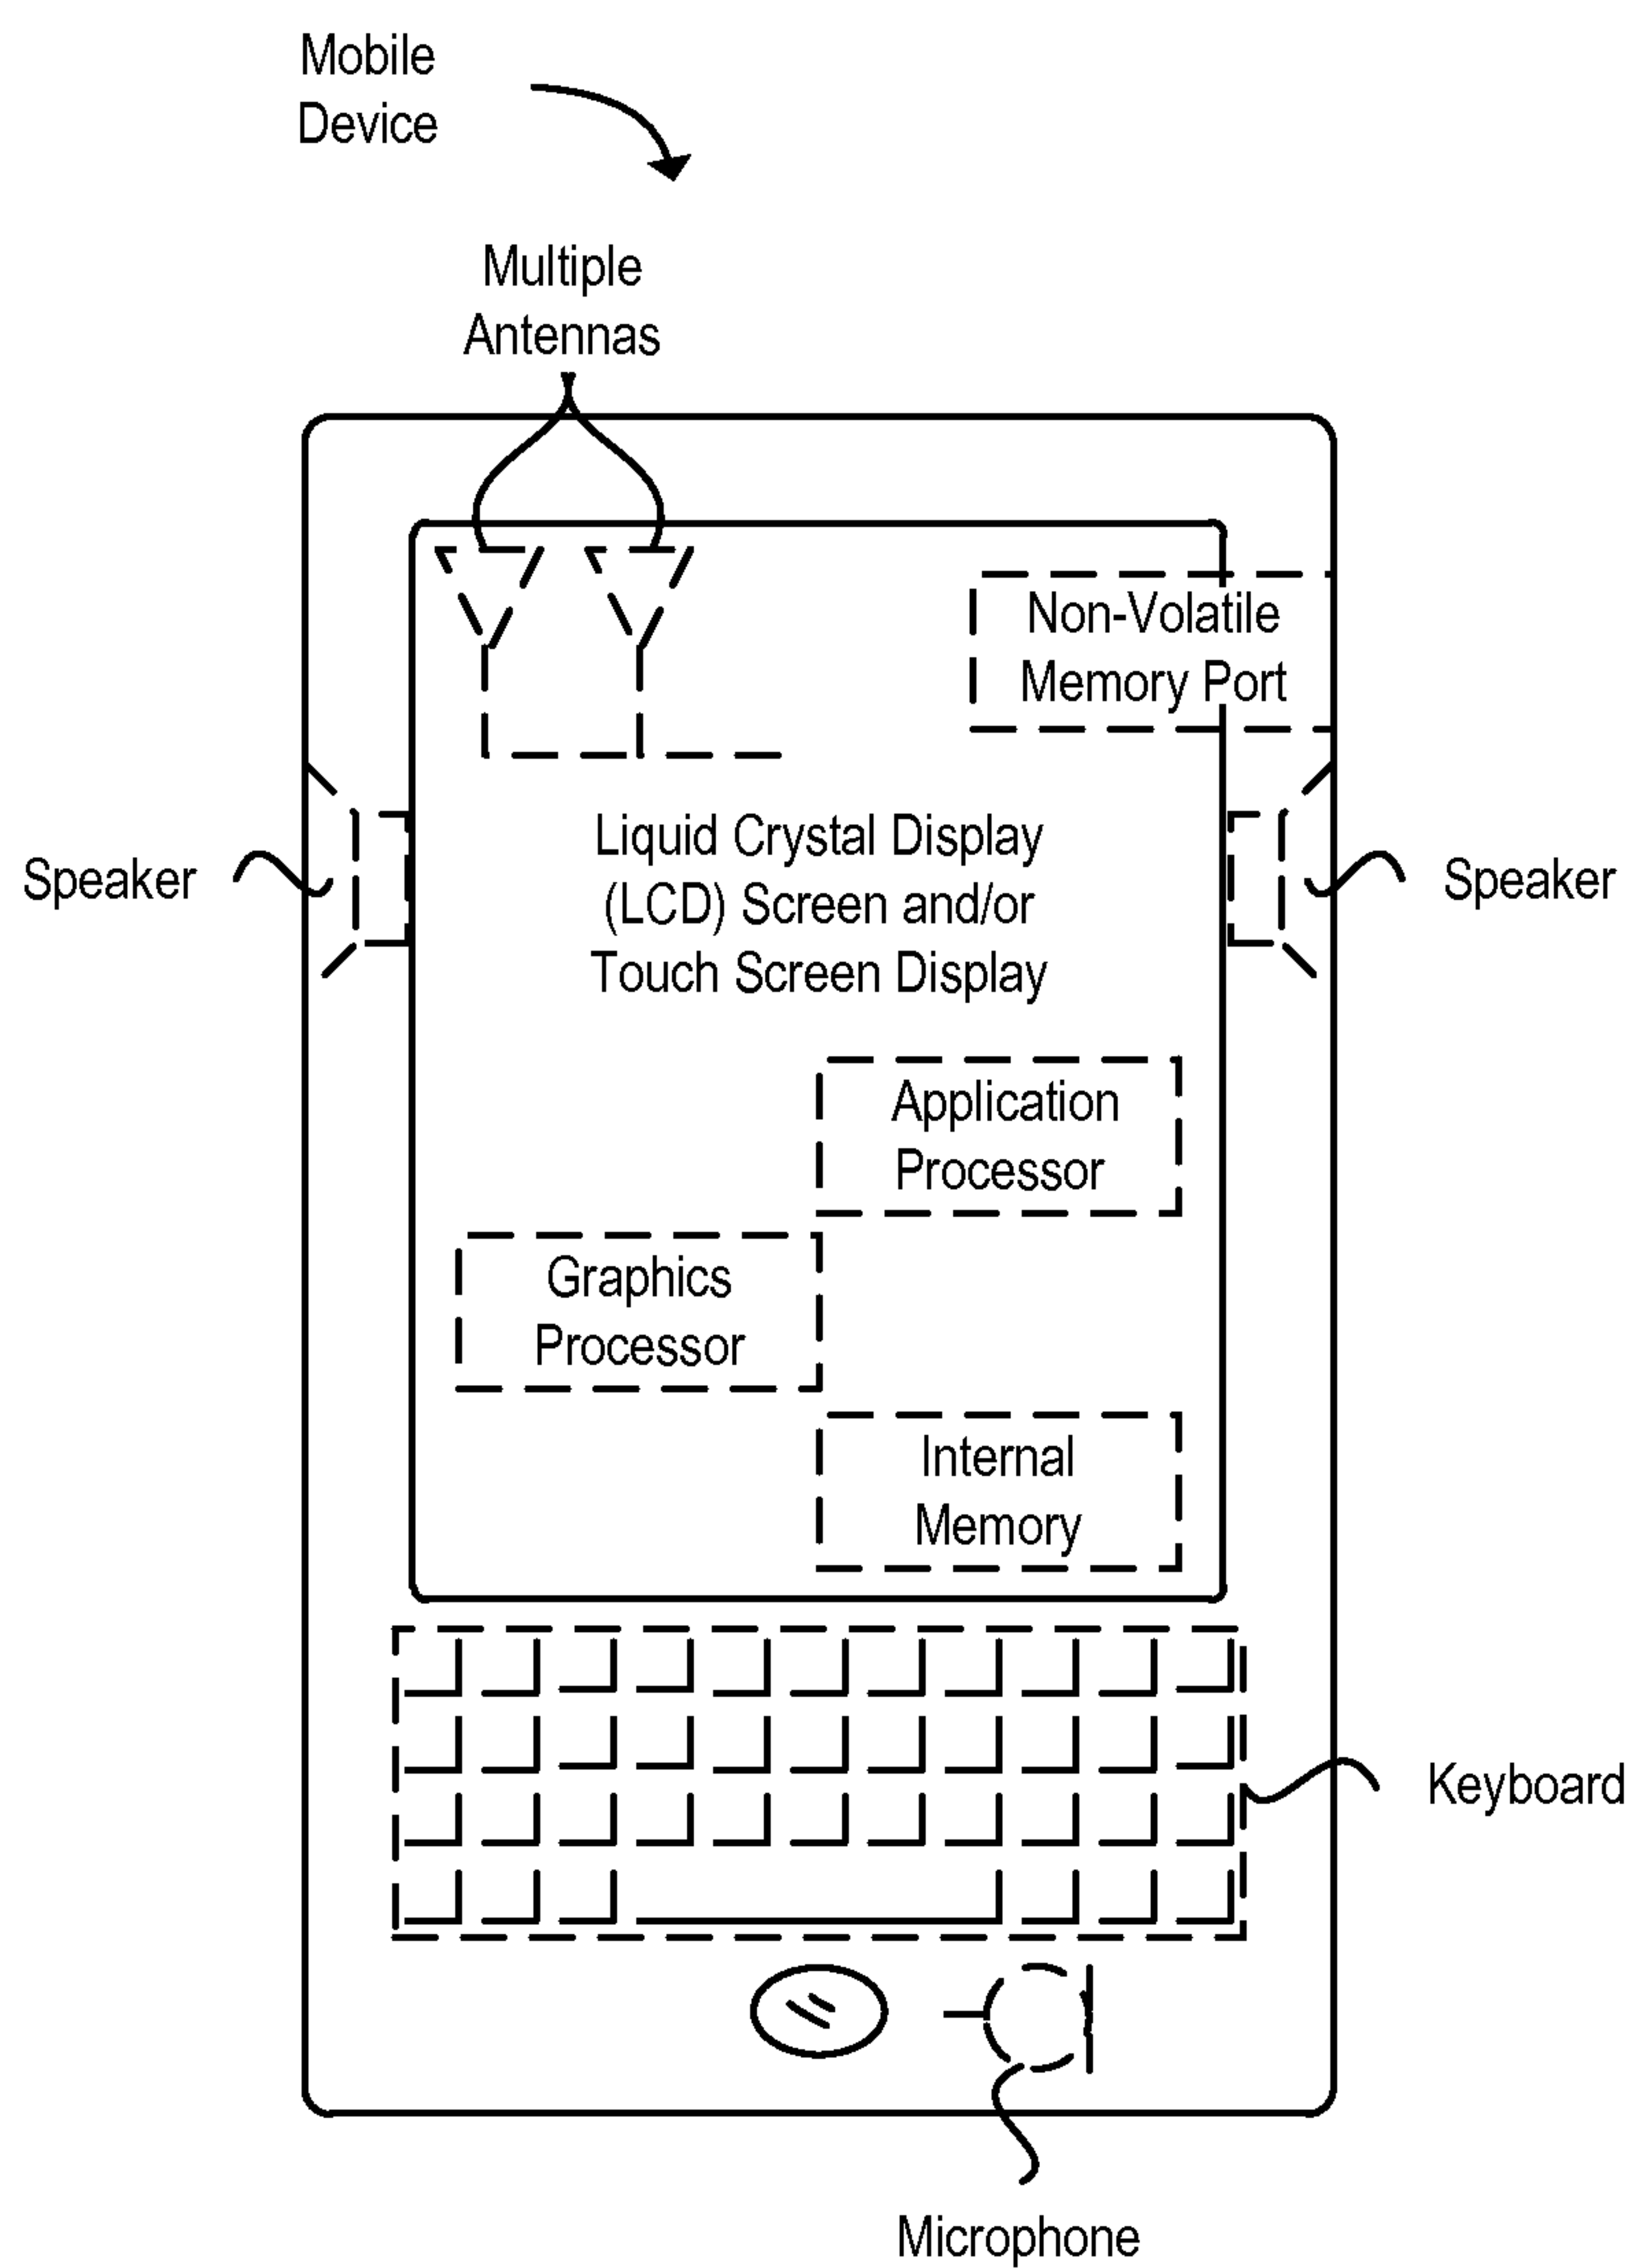 Mobile
Device
Multiple
Antennas
Non-Volatile
Memory Port
Speaker
Liquid Crystal Display
(LCD) Screen and/or
Touch Screen Display
Speaker
Application
Processor
Graphics
Processor
Internal
Memory
Keyboard
Microphone